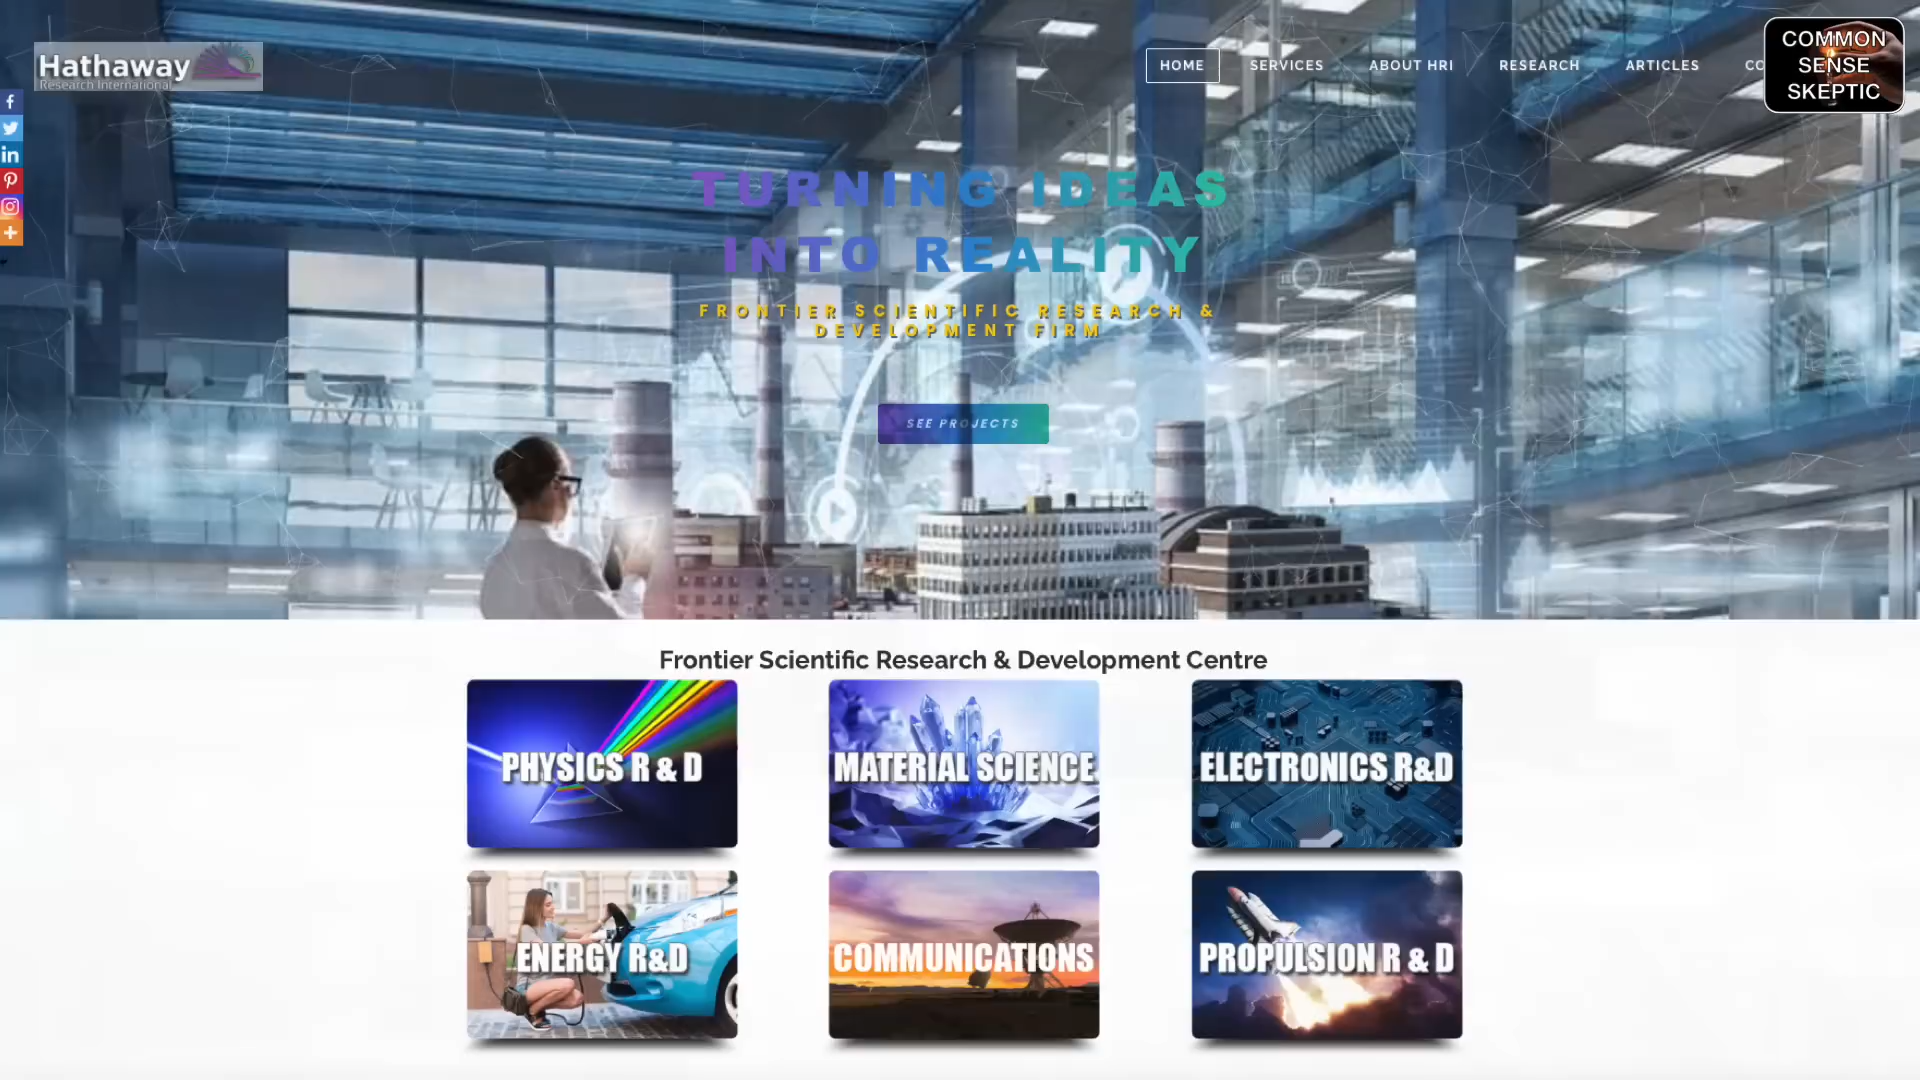 Hathaway
Research International
HOME
SERVICES
ABOUT HRI
RESEARCH
ARTICLES
CO
COMMON
SENSE
SKEPTIC
TURNING IDEAS
INTO REALITY
FRONTIER SCIENTIFIC RESEARCH &
DEVELOPMENT FIRM
SEE PROJECTS
Frontier Scientific Research & Development Centre
PHYSICS R & D
MATERIAL SCIENCE
ELECTRONICS R&D
ENERGY R&D
COMMUNICATIONS
PROPULSION R & D